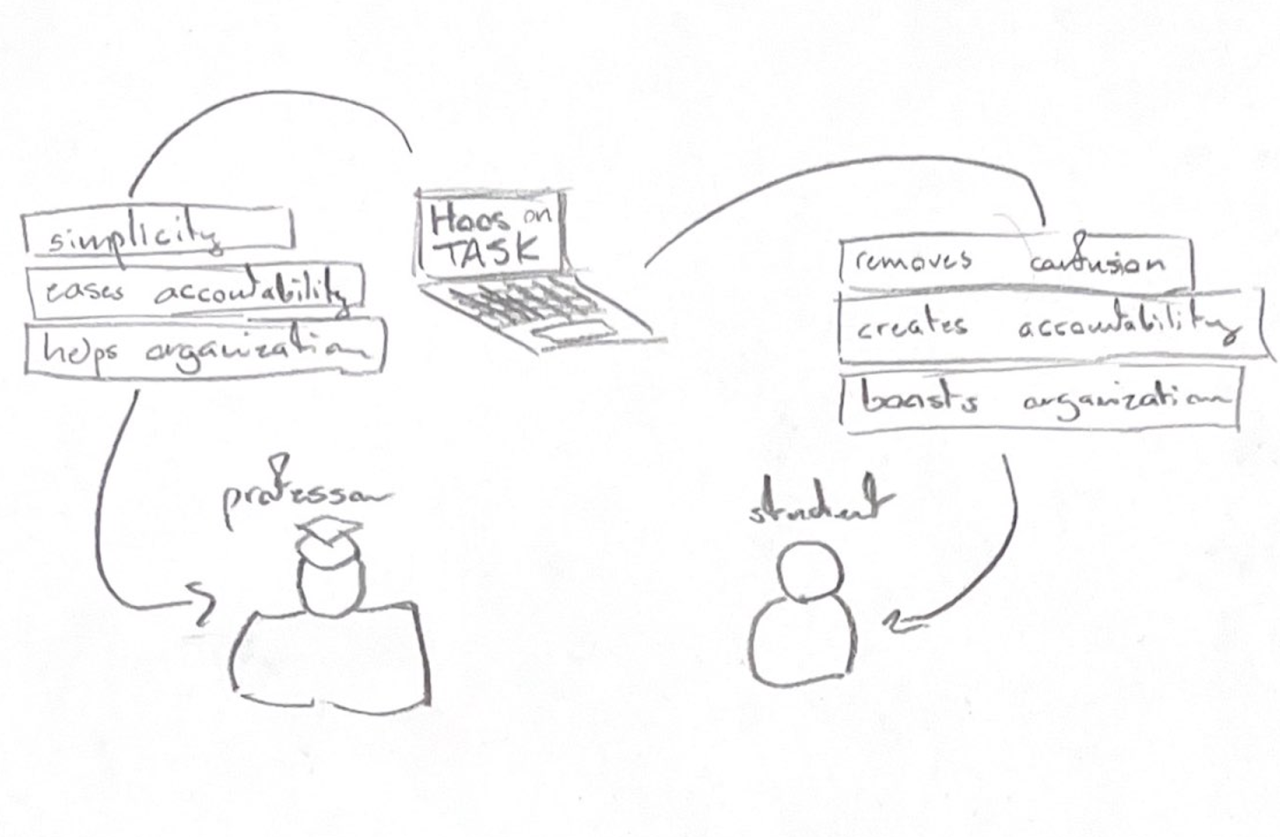 Hoos on
TASK
simplicity
eases accountability
helps organization
professor
removes confusion
creates accountability
boosts organization
student